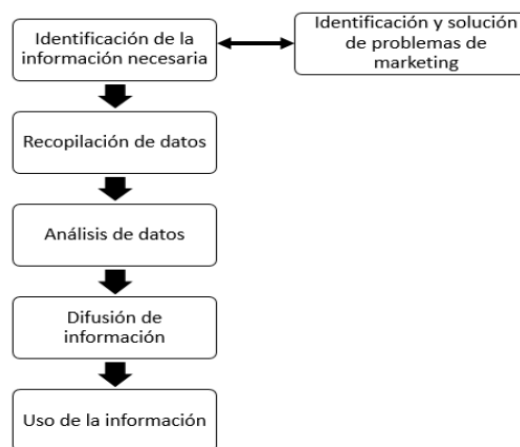 Identificación de la
información necesaria
Identificación y solución
de problemas de
marketing
Recopilación de datos
Análisis de datos
Difusión de
información
Uso de la información